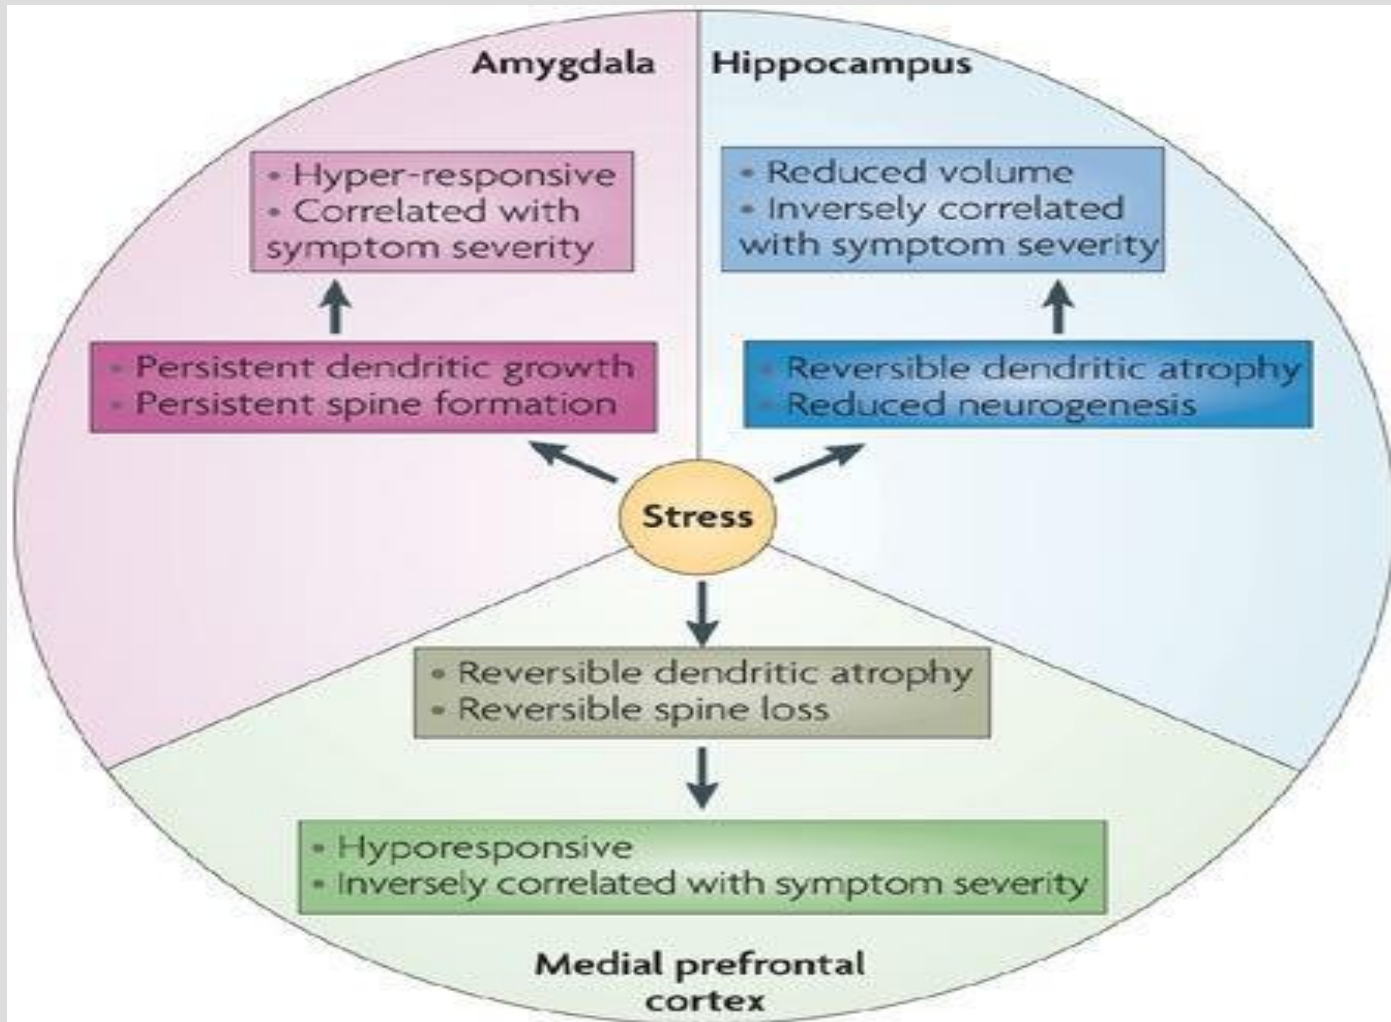 Amygdala
• Hyper-responsive
• Correlated with
symptom severity
• Persistent dendritic growth
• Persistent spine formation
Hippocampus
• Reduced volume
• Inversely correlated
with symptom severity
• Reversible dendritic atrophy
• Reduced neurogenesis
Stress
• Reversible dendritic atrophy
• Reversible spine loss
• Hyporesponsive
• Inversely correlated with symptom severity
Medial prefrontal
cortex